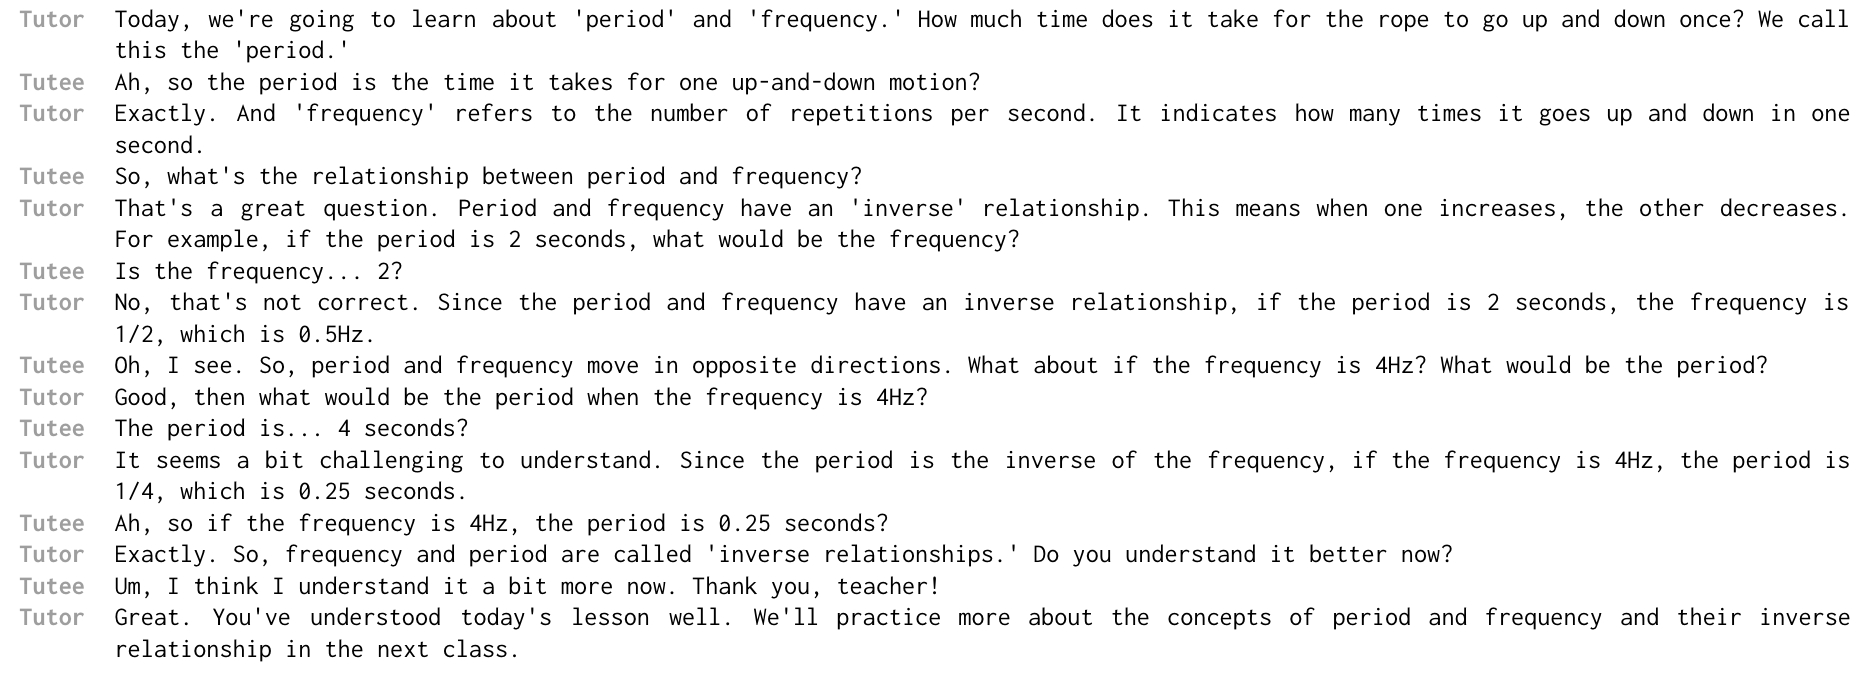 Tutor Today, we're going to learn about 'period' and 'frequency.' How much time does it take for the rope to go up and down once? We call
this the 'period.'
Tutee Ah, so the period is the time it takes for one up-and-down motion?
Tutor Exactly. And 'frequency' refers to the number of repetitions per second. It indicates how many times it goes up and down in one
second.
Tutee So, what's the relationship between period and frequency?
Tutor That's a great question. Period and frequency have an 'inverse' relationship. This means when one increases, the other decreases.
For example, if the period is 2 seconds, what would be the frequency?
Tutee Is the frequency... 2?
Tutor No, that's not correct. Since the period and frequency have an inverse relationship, if the period is 2 seconds, the frequency is
1/2, which is 0.5Hz.
Tutee Oh, I see. So, period and frequency move in opposite directions. What about if the frequency is 4Hz? What would be the period?
Tutor Good, then what would be the period when the frequency is 4Hz?
Tutee The period is... 4 seconds?
Tutor It seems a bit challenging to understand. Since the period is the inverse of the frequency, if the frequency is 4Hz, the period is
1/4, which is 0.25 seconds.
Tutee Ah, so if the frequency is 4Hz, the period is 0.25 seconds?
Tutor Exactly. So, frequency and period are called 'inverse relationships.' Do you understand it better now?
Tutee Um, I think I understand it a bit more now. Thank you, teacher!
Tutor Great. You've understood today's lesson well. We'll practice more about the concepts of period and frequency and their inverse
relationship in the next class.